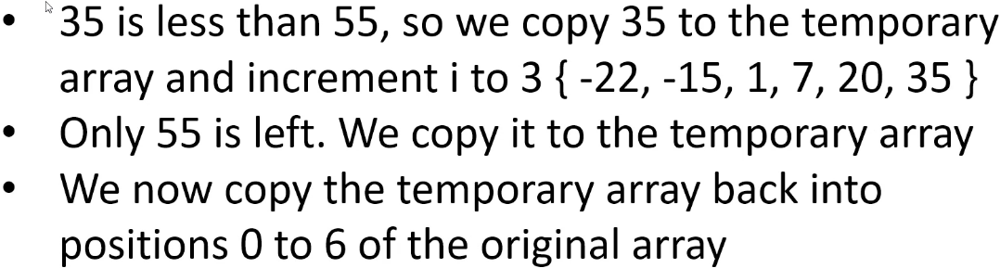 • 35 is less than 55, so we copy 35 to the temporary
array and increment i to 3 { -22, -15, 1, 7, 20, 35 }
• Only 55 is left. We copy it to the temporary array
• We now copy the temporary array back into
positions 0 to 6 of the original array